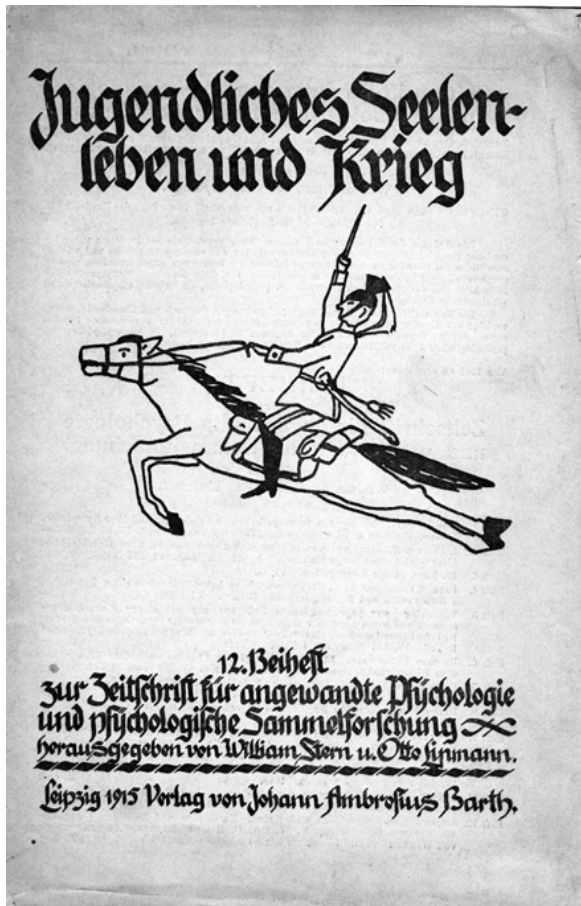 Jugendliches Seelen-
leben und Krieg
12. Beiheft
zur Zeitschrift für angewandte Psychologie
und psychologische Sammelforschung
herausgegeben von William Stern u. Otto Lipmann.
Leipzig 1915 Verlag von Johann Ambrosius Barth.